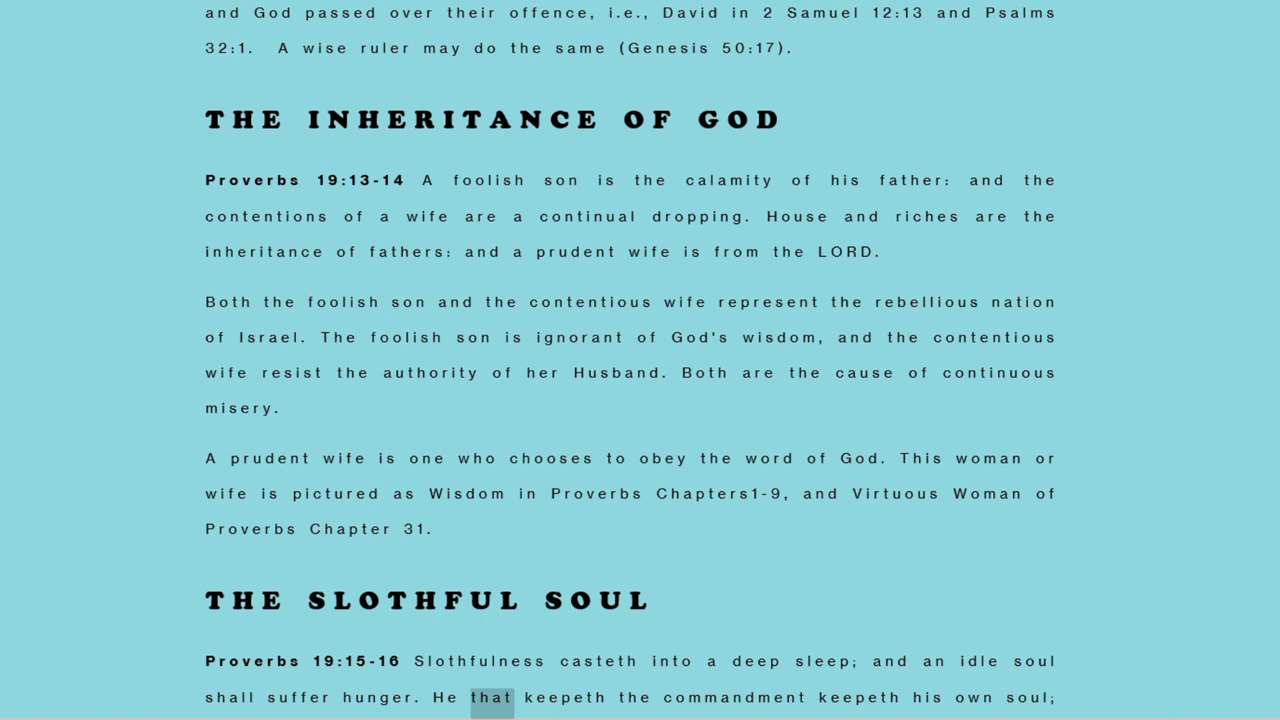 and God passed over their offence, i.e., David in 2 Samuel 12:13 and Psalms
32:1. A wise ruler may do the same (Genesis 50:17).
THE INHERITANCE OF GOD
Proverbs 19:13-14 A foolish son is the calamity of his father: and the
contentions of a wife are a continual dropping. House and riches are the
inheritance of fathers: and a prudent wife is from the LORD.
Both the foolish son and the contentious wife represent the rebellious nation
of Israel. The foolish son is ignorant of God's wisdom, and the contentious
wife resist the authority of her Husband. Both are the cause of continuous
misery.
A prudent wife is one who chooses to obey the word of God. This woman or
wife is pictured as Wisdom in Proverbs Chapters1-9, and Virtuous Woman of
Proverbs Chapter 31.
THE SLOTHFUL SOUL
Proverbs 19:15-16 Slothfulness casteth into a deep sleep; and an idle soul
shall suffer hunger. He that keepeth the commandment keepeth his own soul;